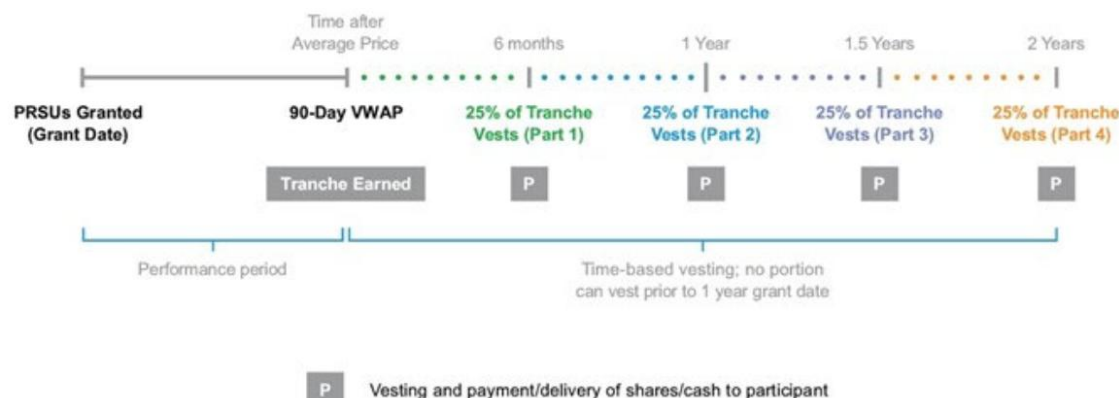 Time after
Average Price
6 months
1 Year
1.5 Years
2 Years
PRSUs Granted
(Grant Date)
90-Day VWAP
25% of Tranche
Vests (Part 1)
25% of Tranche
Vests (Part 2)
25% of Tranche
Vests (Part 3)
25% of Tranche
Vests (Part 4)
Tranche Earned
P
P
P
P
Performance period
Time-based vesting; no portion
can vest prior to 1 year grant date
P
Vesting and payment/delivery of shares/cash to participant